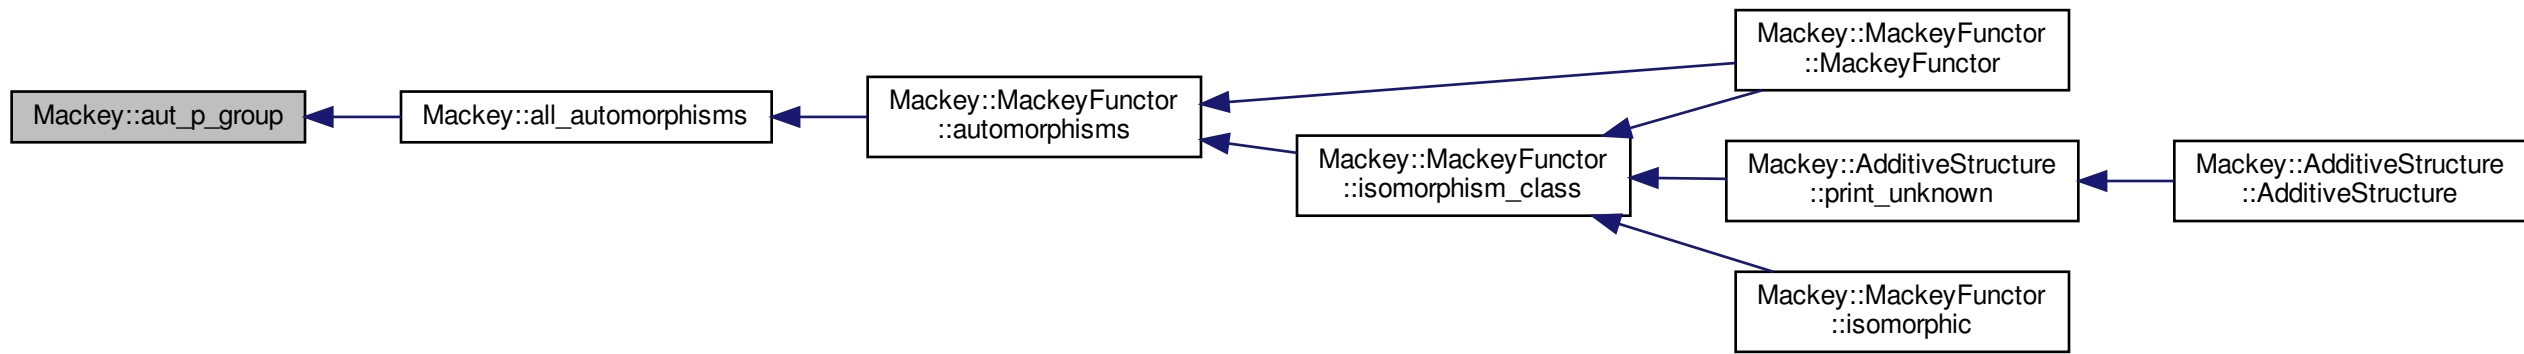 Mackey::aut_p_group
Mackey::all_automorphisms
Mackey::MackeyFunctor
::automorphisms
Mackey::MackeyFunctor
::MackeyFunctor
Mackey::MackeyFunctor
::isomorphism_class
Mackey::AdditiveStructure
::print_unknown
Mackey::AdditiveStructure
::AdditiveStructure
Mackey::MackeyFunctor
::isomorphic